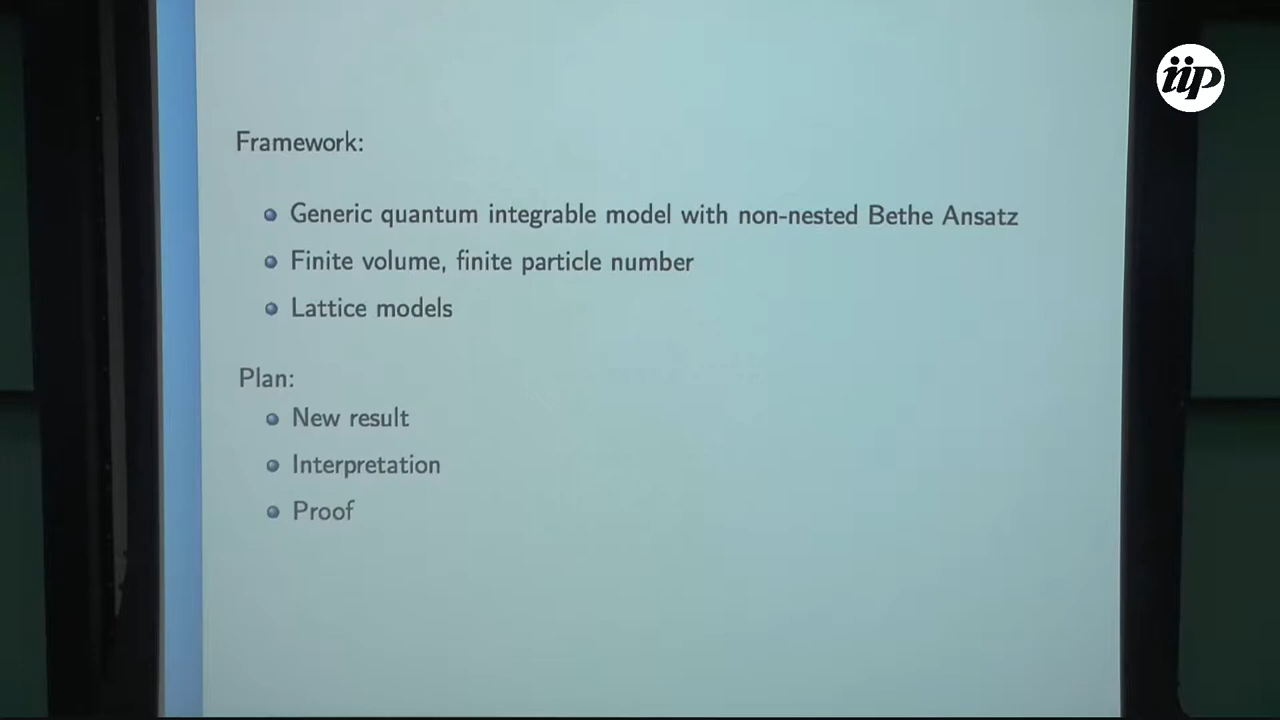 iip
Framework:
Generic quantum integrable model with non-nested Bethe Ansatz
Finite volume, finite particle number
Lattice models
Plan:
New result
Interpretation
Proof